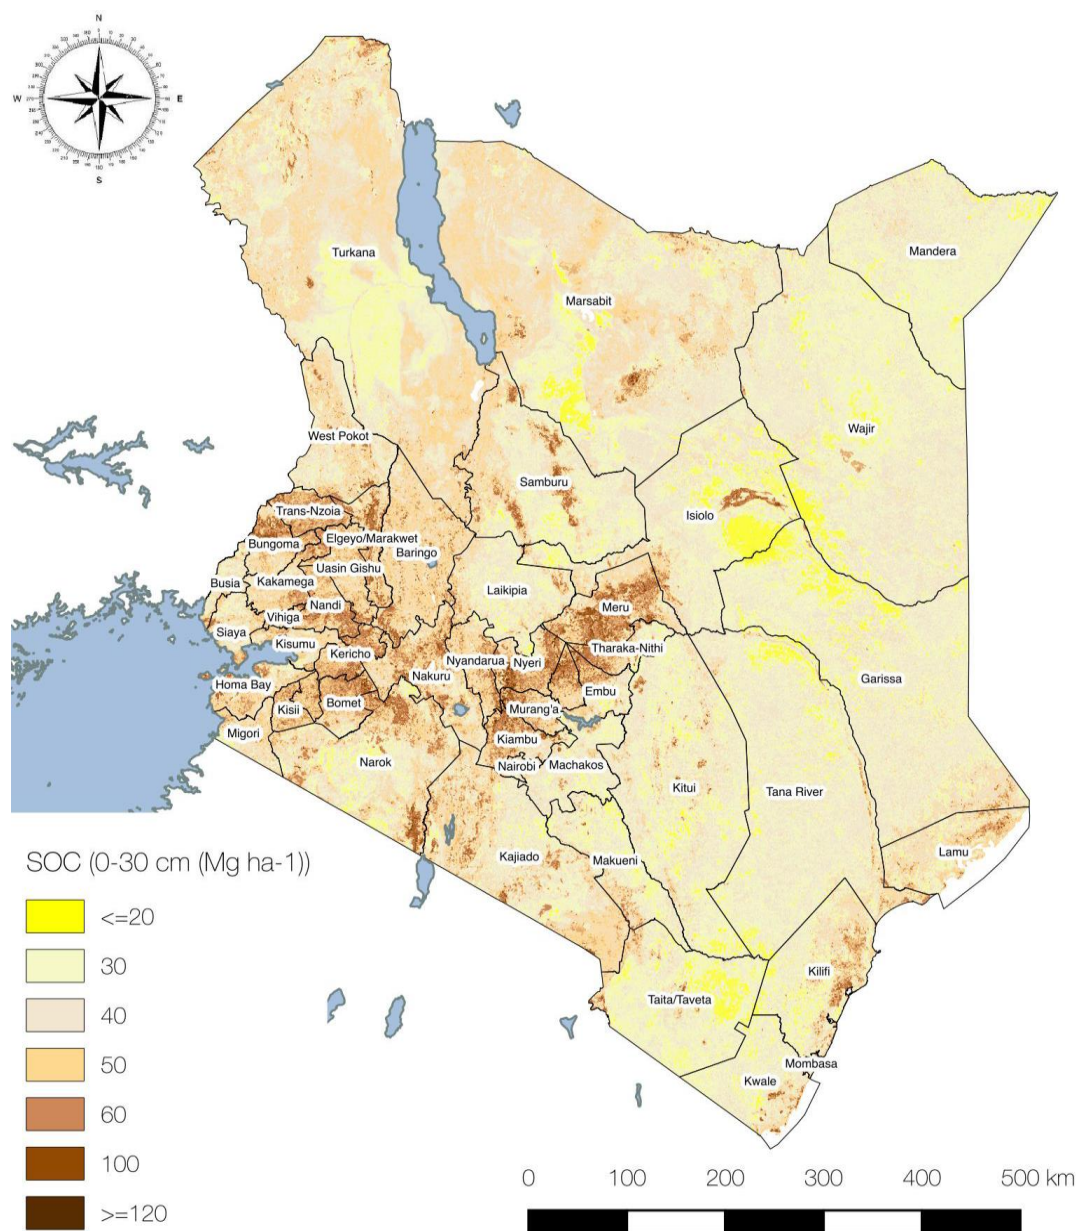 N
W
E
S
Turkana
Mandera
Marsabit
Wajir
West Pokot
Samburu
Trans-Nzoia
Isiolo
Bungoma
Elgeyo/Marakwet
Baringo
Uasin Gishu
Busia
Kakamega
Laikipia
Nandi
Meru
Vihiga
Siaya
Kisumu
Tharaka-Nithi
Kericho
Nyandarua
Nyeri
Nakuru
Garissa
Homa Bay
Embu
Bomet
Kisii
Murang'a
Migori
Kiambu
Narok
Nairobi
Machakos
Kitui
Tana River
Kajiado
Makueni
Lamu
Kilifi
Taita/Taveta
Mombasa
Kwale
SOC (0-30 cm (Mg ha-1))
<=20
30
40
50
60
100
>=120
0 100 200 300 400 500 km